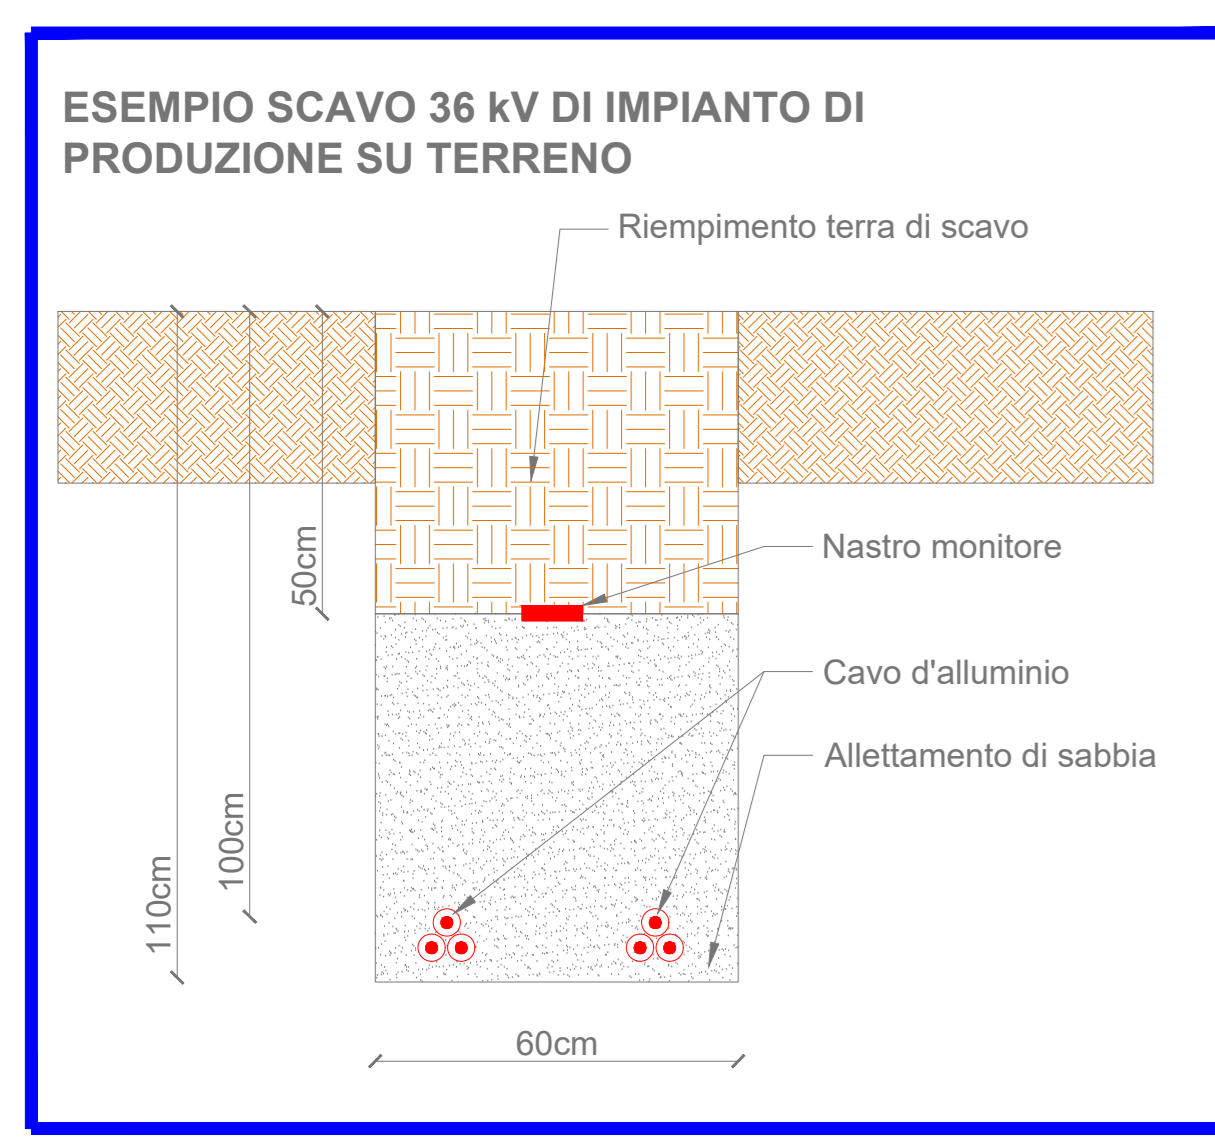 ESEMPIO SCAVO 36 kV DI IMPIANTO DI
PRODUZIONE SU TERRENO
Riempimento terra di scavo
50cm
Nastro monitore
Cavo d'alluminio
Allettamento di sabbia
100cm
110cm
60cm